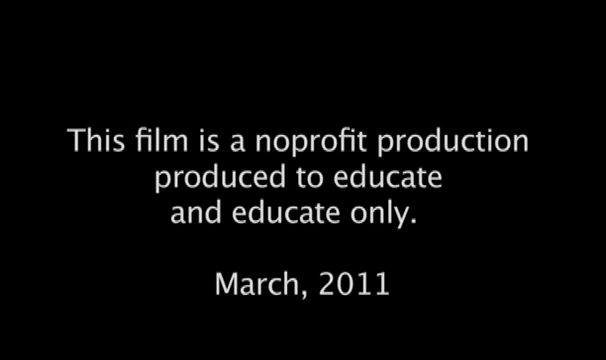 This film is a noprofit production
produced to educate
and educate only.
March, 2011